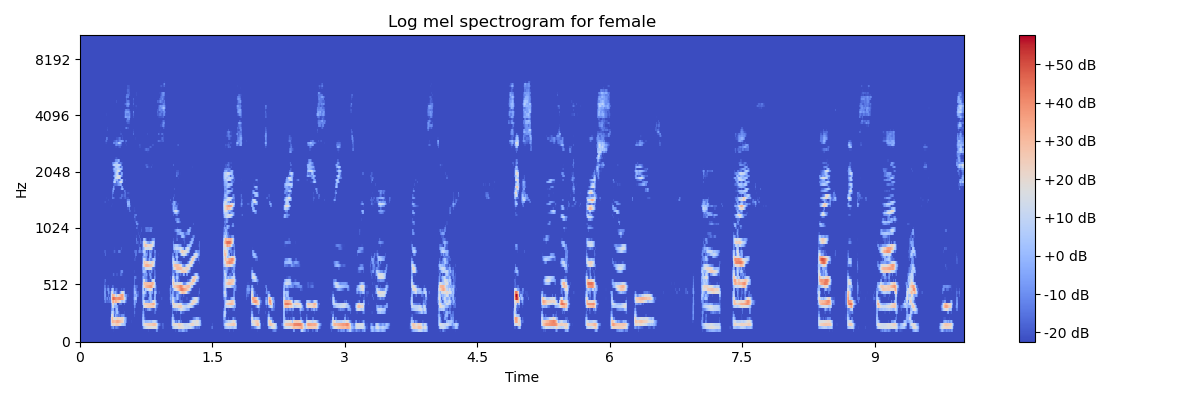 Log mel spectrogram for female
8192
4096
2048
1024
512
0
Hz
0 1.5 3 4.5 6 7.5 9
Time
+50 dB
+40 dB
+30 dB
+20 dB
+10 dB
+0 dB
-10 dB
-20 dB